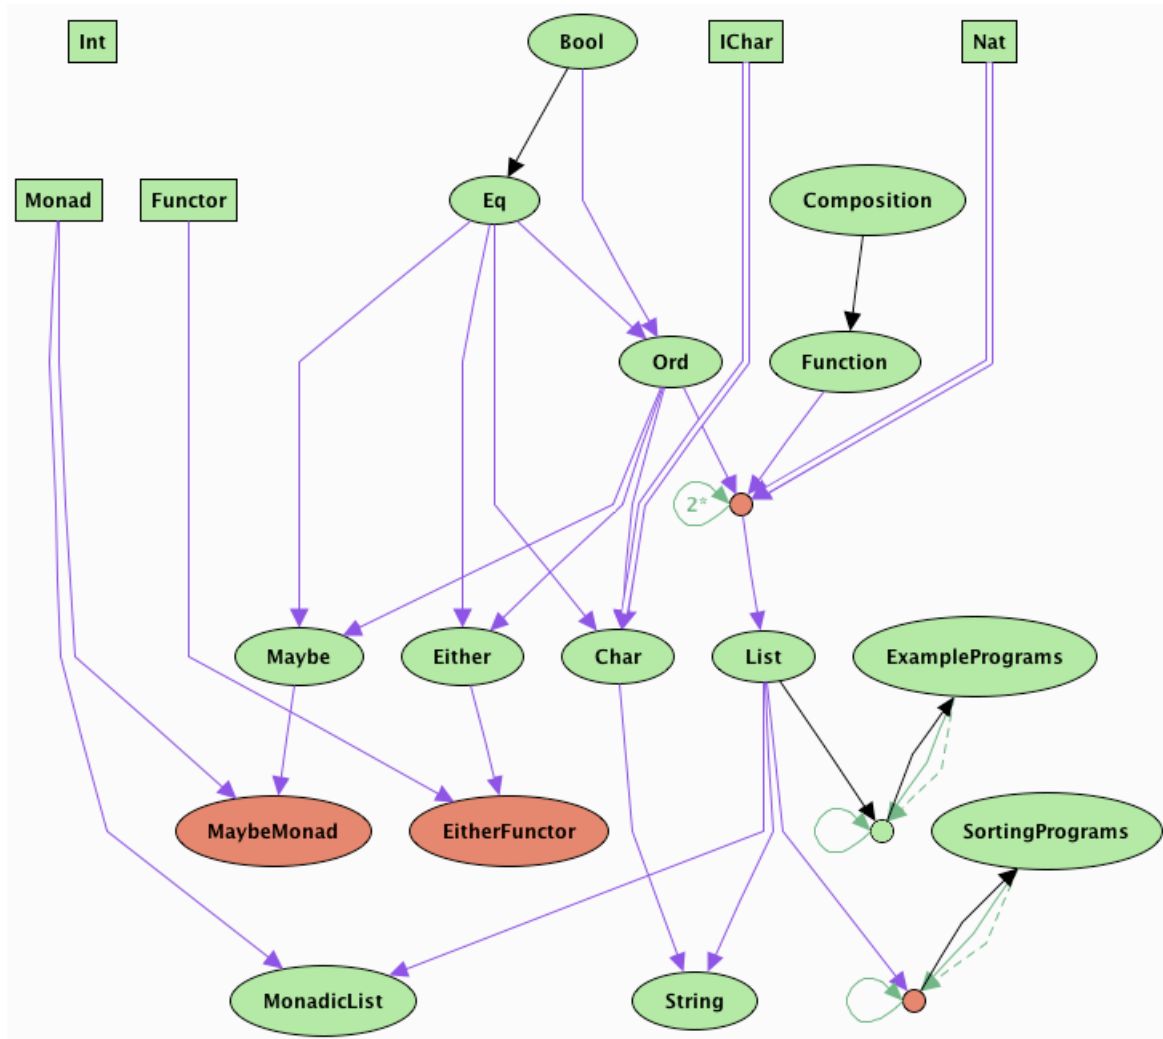 Int
Bool
IChar
Nat
Monad
Functor
Eq
Composition
Ord
Function
2*
Maybe
Either
Char
List
ExamplePrograms
MaybeMonad
EitherFunctor
SortingPrograms
MonadicList
String